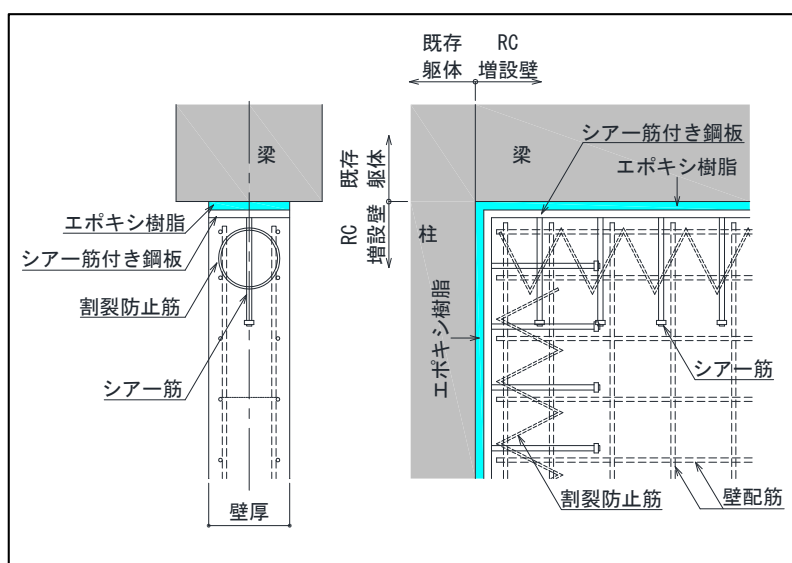 梁
既存
躯体
RC
増設壁
エポキシ樹脂
シアー筋付き鋼板
割裂防止筋
シアー筋
壁厚
既存
躯体
RC
増設壁
シアー筋付き鋼板
梁
エポキシ樹脂
柱
エポキシ樹脂
シアー筋
割裂防止筋
壁配筋